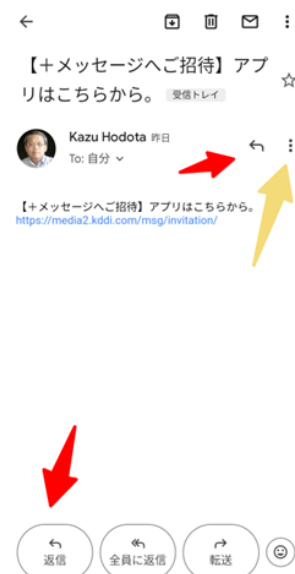 【＋メッセージへご招待】アプ
リはこちらから。 受信トレイ
Kazu Hodota 昨日
To: 自分
【＋メッセージへご招待】アプリはこちらから。
https://media2.kddi.com/msg/invitation/
返信
全員に返信
転送